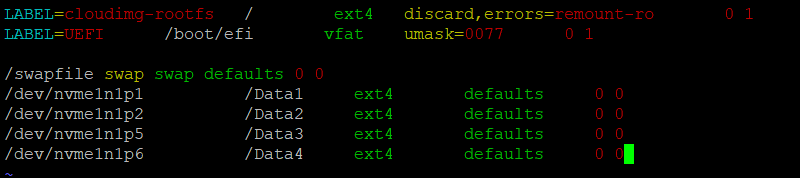 LABEL=cloudimg-rootfs / ext4 discard,errors=remount-ro 0 1
LABEL=UEFI /boot/efi vfat umask=0077 0 1
/swapfile swap swap defaults 0 0
/dev/nvme1n1p1 /Data1 ext4 defaults 0 0
/dev/nvme1n1p2 /Data2 ext4 defaults 0 0
/dev/nvme1n1p5 /Data3 ext4 defaults 0 0
/dev/nvme1n1p6 /Data4 ext4 defaults 0 0
~